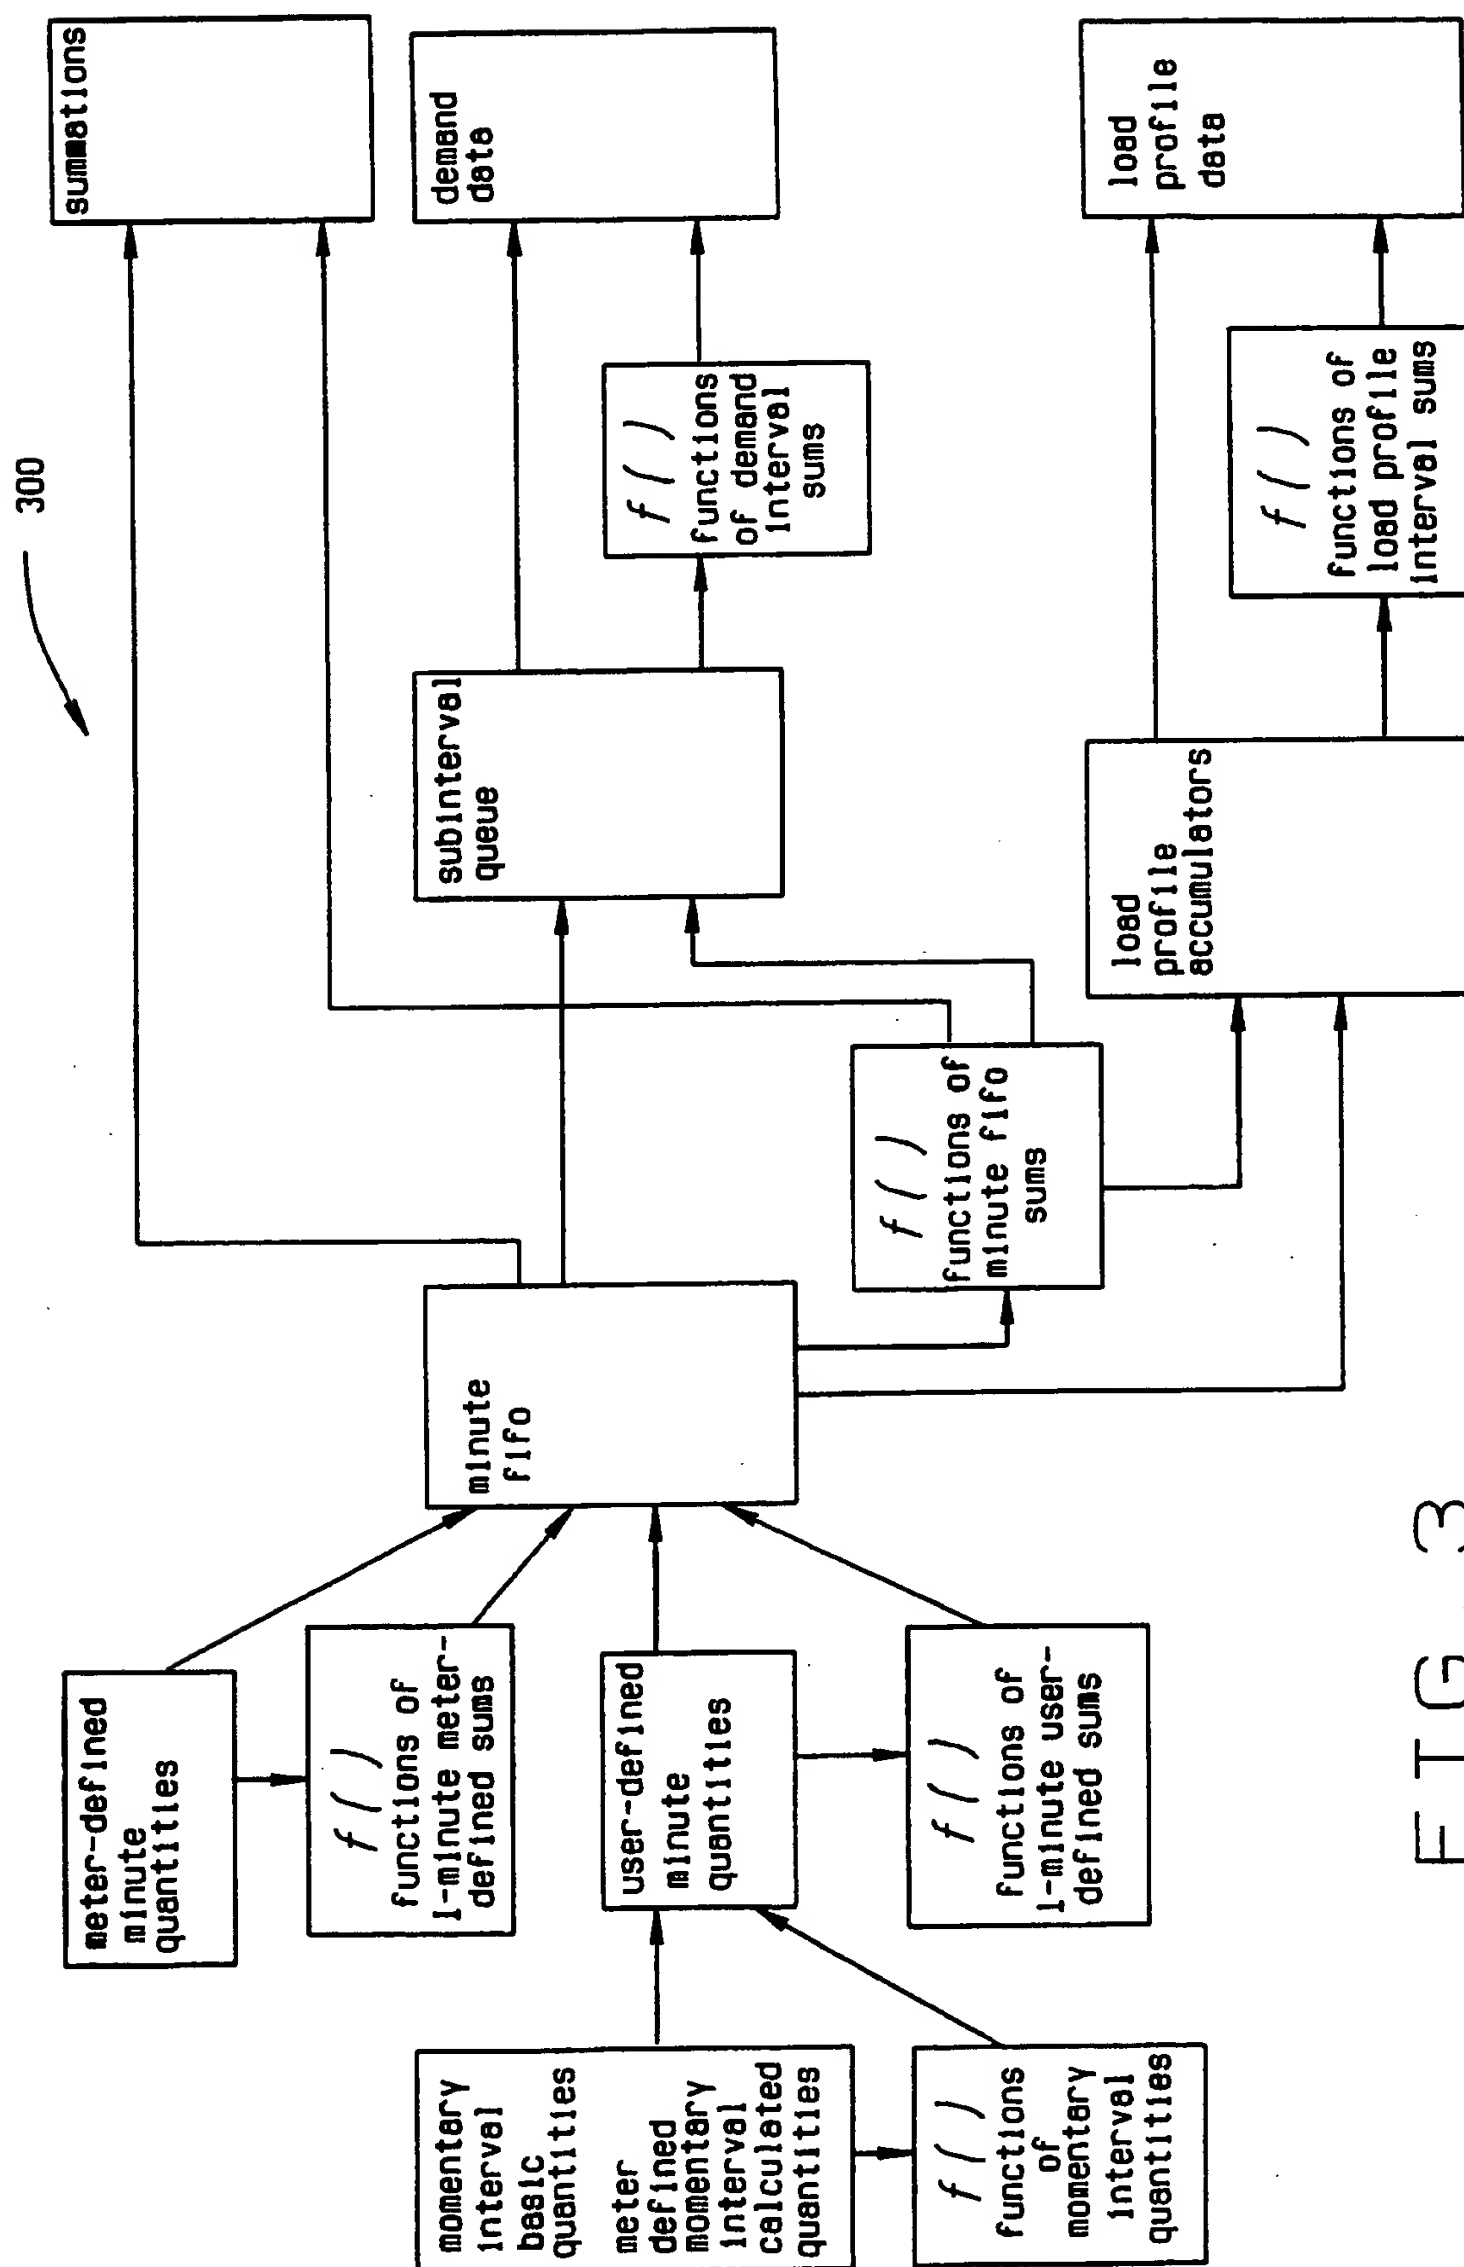 300
momentary
interval
basic
quantities
meter
defined
momentary
interval
calculated
quantities
f()
functions
of
momentary
interval
quantities
meter-defined
minute
quantities
f()
functions of
1-minute meter-
defined sums
user-defined
minute
quantities
f()
functions of
1-minute user-
defined sums
minute
fifo
f()
functions of
minute fifo
sums
summations
subinterval
queue
f()
functions
of demand
interval
sums
demand
data
load
profile
accumulators
f()
functions of
load profile
interval sums
load
profile
data
FIG. 3